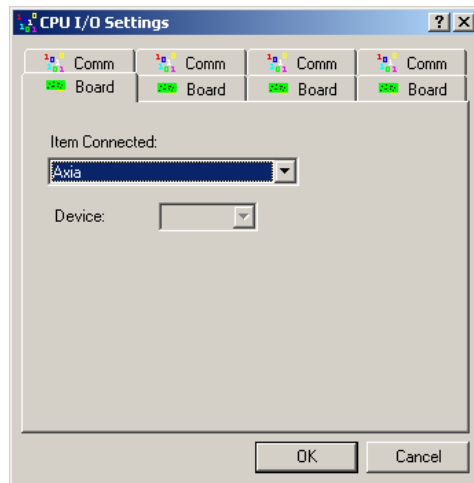 CPU I/O Settings
Comm Comm Comm Comm
Board Board Board Board
Item Connected:
Axia
Device:
OK Cancel